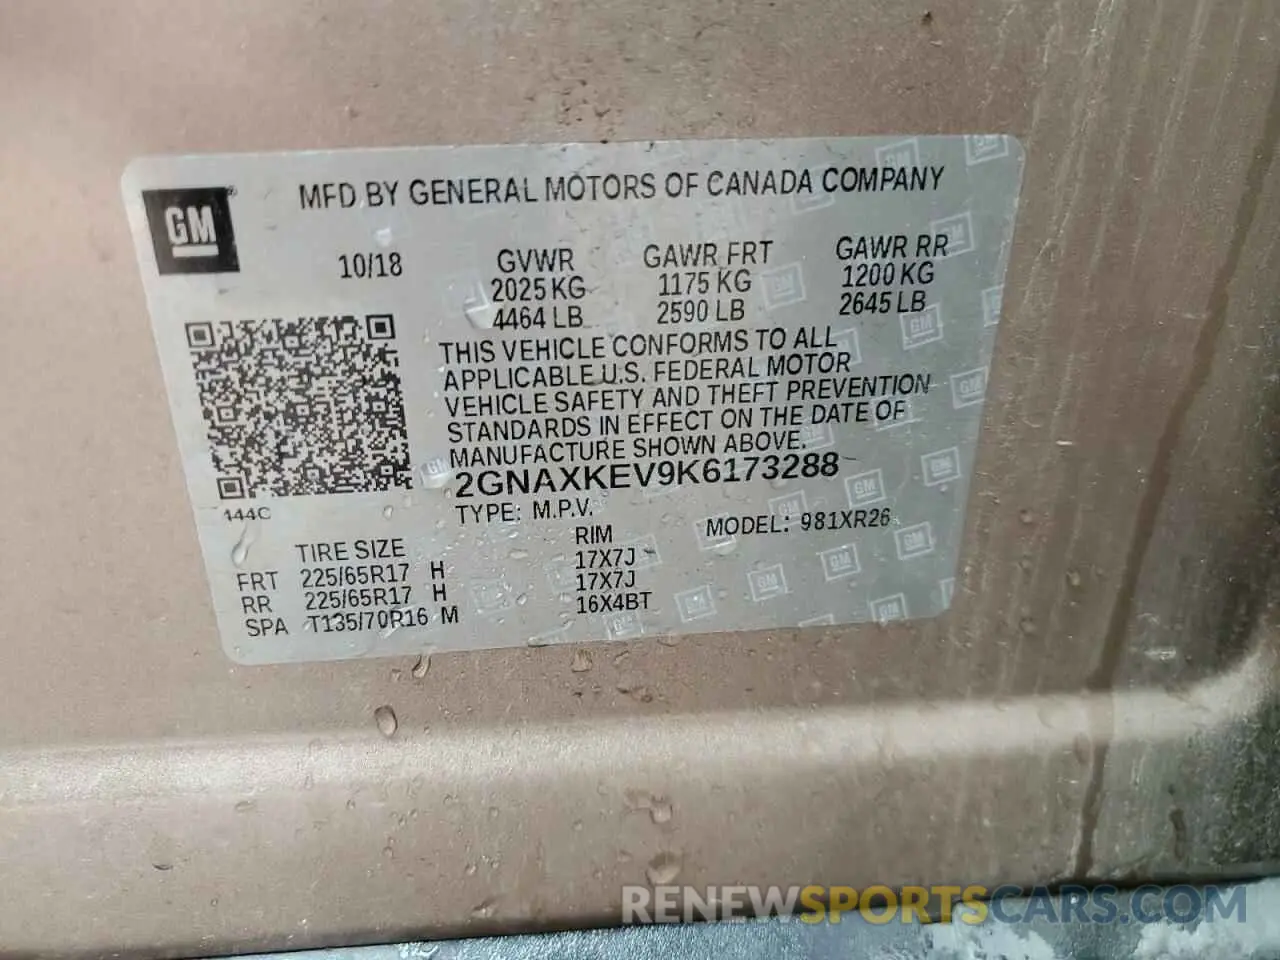 MFD BY GENERAL MOTORS OF CANADA COMPANY
GM
10/18
GVWR GAWR FRT GAWR RR
2025 KG 1175 KG 1200 KG
4464 LB 2590 LB 2645 LB
THIS VEHICLE CONFORMS TO ALL
APPLICABLE U.S. FEDERAL MOTOR
VEHICLE SAFETY AND THEFT PREVENTION
STANDARDS IN EFFECT ON THE DATE OF
MANUFACTURE SHOWN ABOVE.
2GNAXKEV9K6173288
144C
TYPE: M.P.V. MODEL: 981XR26
TIRE SIZE RIM
FRT 225/65R17 H 17X7J
RR 225/65R17 H 17X7J
SPA T135/70R16 M 16X4BT
RENEWSPORTSCARS.COM